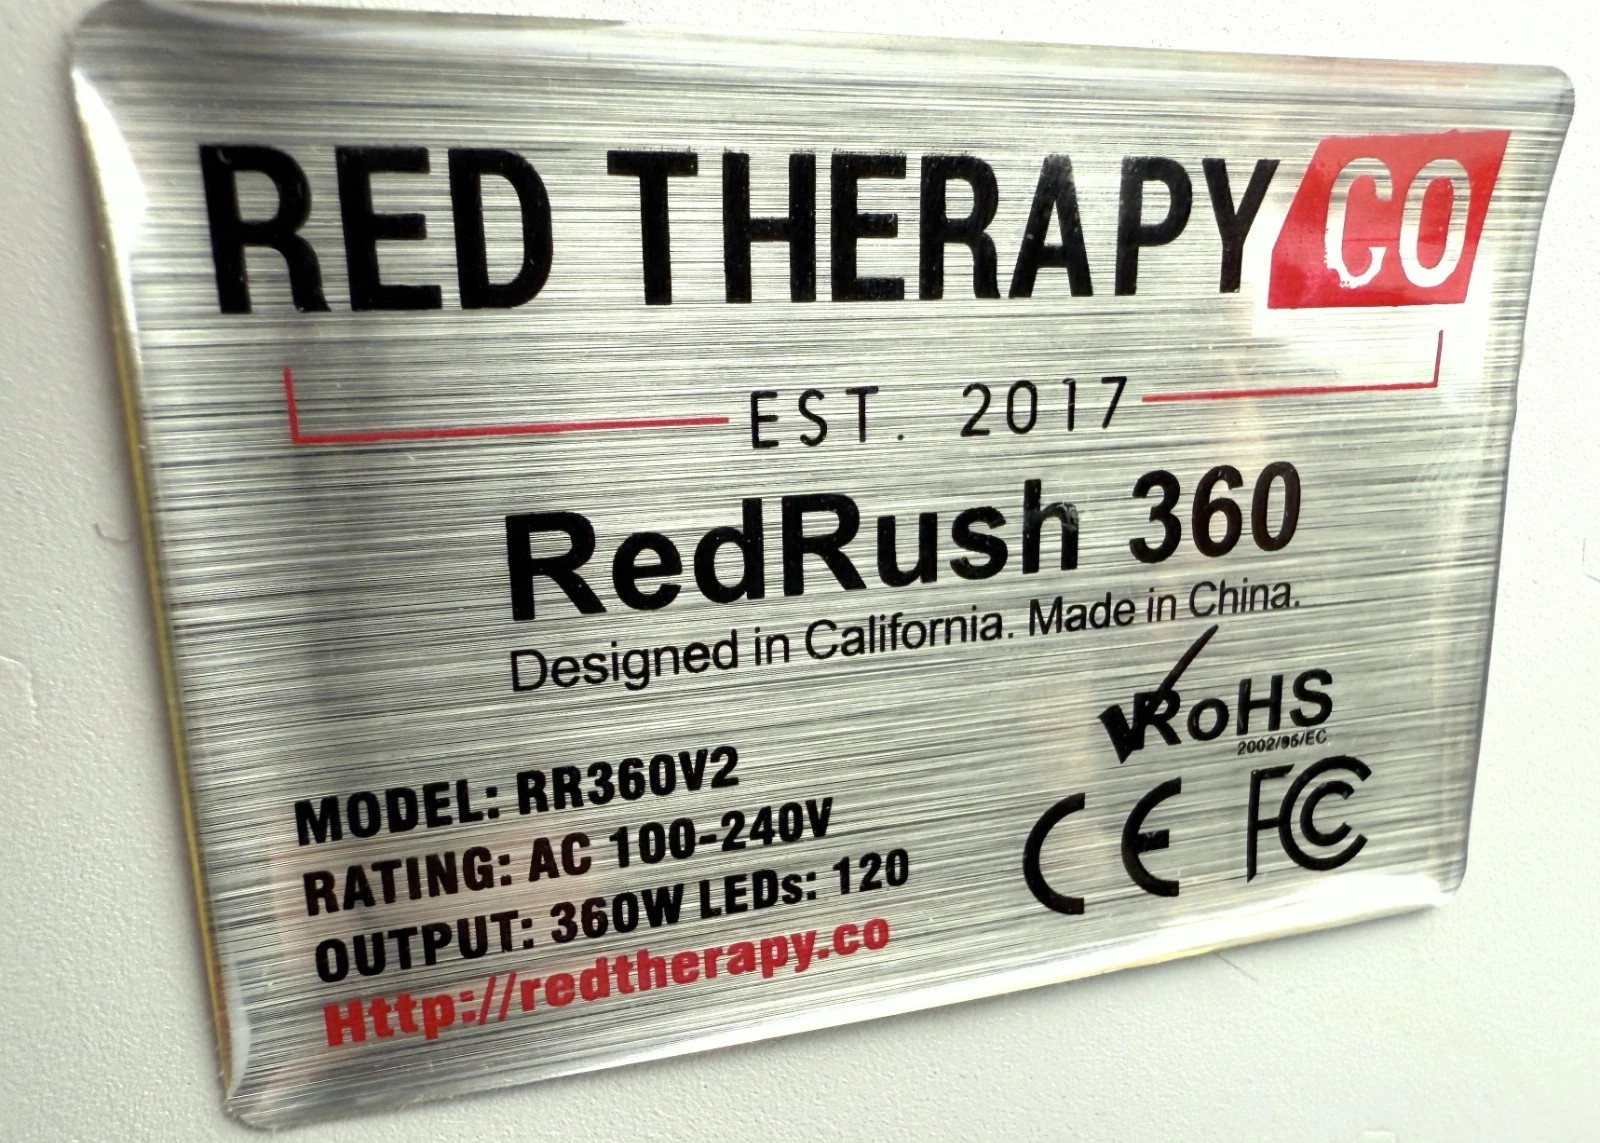 RED THERAPY CO
EST. 2017
RedRush 360
Designed in California. Made in China.
RoHS
2002/95/EC
MODEL: RR360V2
RATING: AC 100-240V
OUTPUT: 360W LEDs: 120
Http://redtherapy.co
CE FC